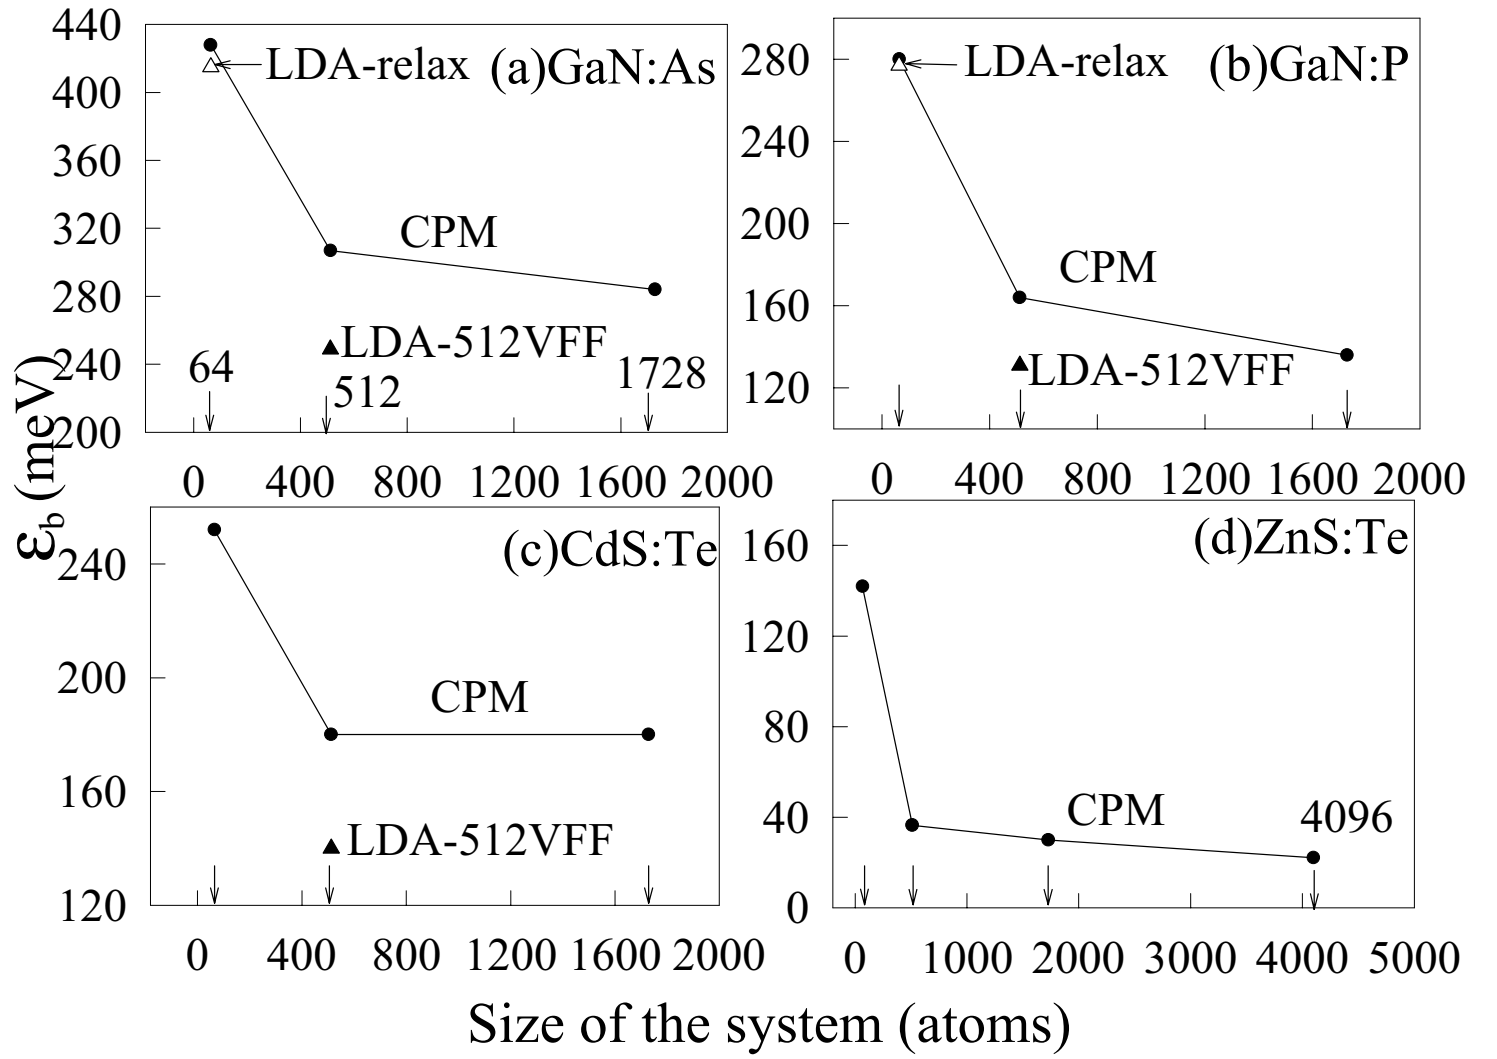 440
400
360
320
280
240
200
LDA-relax
(a)GaN:As
CPM
LDA-512VFF
64
512
1728
0 400 800 1200 1600 2000
280
240
200
160
120
LDA-relax
(b)GaN:P
CPM
LDA-512VFF
0 400 800 1200 1600 2000
εb (meV)
240
200
160
120
(c)CdS:Te
CPM
LDA-512VFF
0 400 800 1200 1600 2000
160
120
80
40
0
(d)ZnS:Te
CPM
4096
0 1000 2000 3000 4000 5000
Size of the system (atoms)